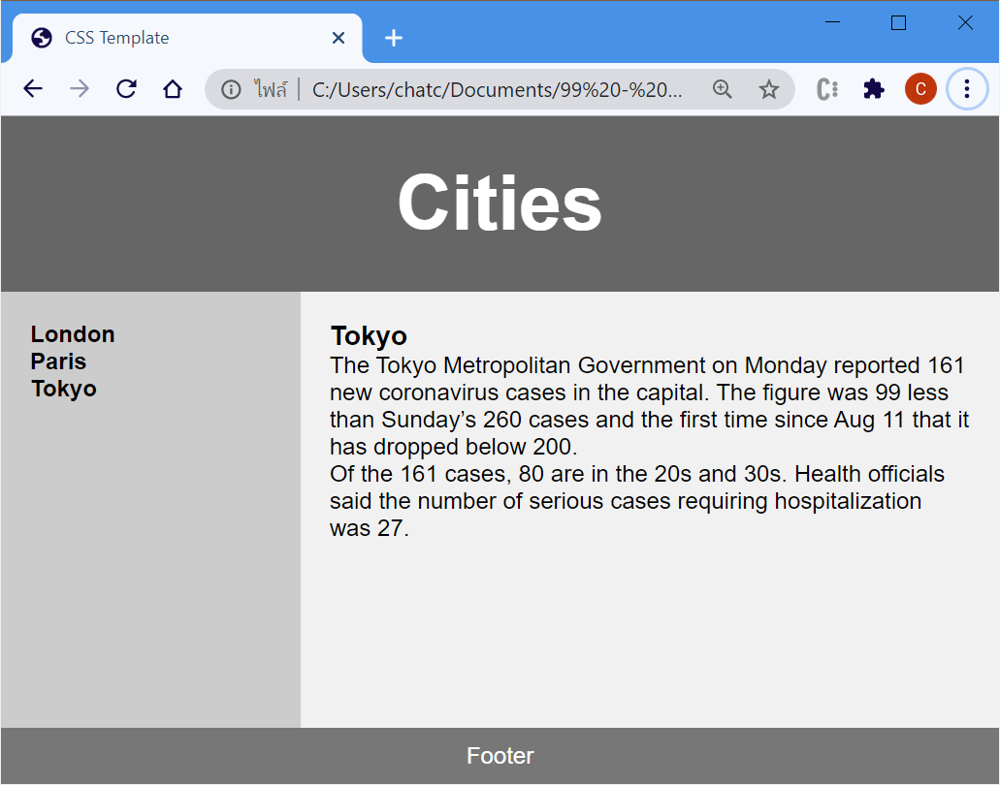 CSS Template
ไฟล์ | C:/Users/chatc/Documents/99%20-%20...
C
Cities
London
Paris
Tokyo
Tokyo
The Tokyo Metropolitan Government on Monday reported 161
new coronavirus cases in the capital. The figure was 99 less
than Sunday’s 260 cases and the first time since Aug 11 that it
has dropped below 200.
Of the 161 cases, 80 are in the 20s and 30s. Health officials
said the number of serious cases requiring hospitalization
was 27.
Footer